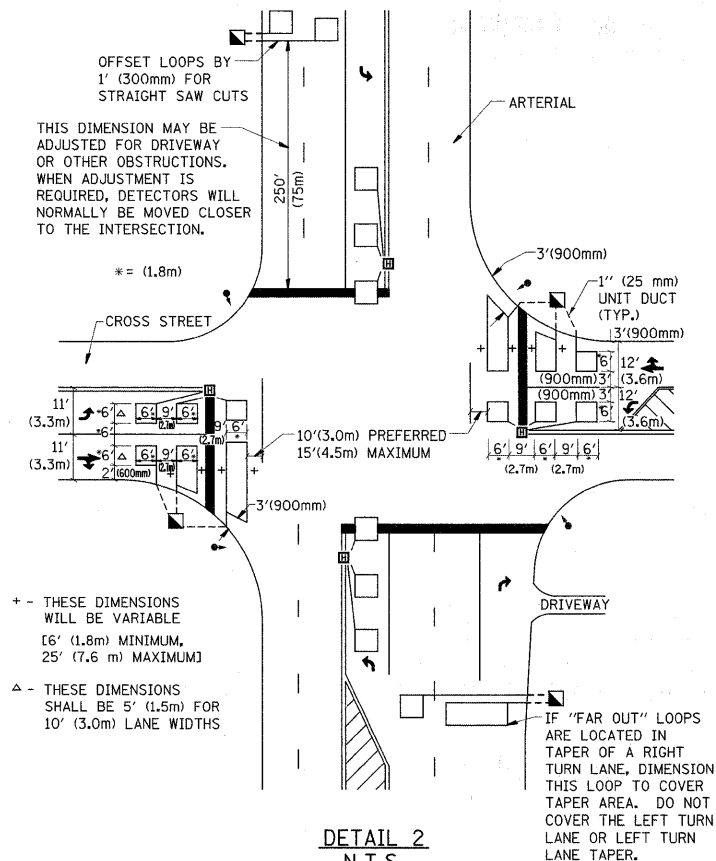 OFFSET LOOPS BY
1' (300mm) FOR
STRAIGHT SAW CUTS
ARTERIAL
THIS DIMENSION MAY BE
ADJUSTED FOR DRIVEWAY
OR OTHER OBSTRUCTIONS.
WHEN ADJUSTMENT IS
REQUIRED, DETECTORS WILL
NORMALLY BE MOVED CLOSER
TO THE INTERSECTION.
250'
(75m)
* = (1.8m)
H
3'(900mm)
1" (25 mm)
UNIT DUCT
(TYP.)
CROSS STREET
3'(900mm)
*6'
12'
(3.6m)
(900mm) 3'
(900mm) 3'
12'
*6'
(3.6m)
H
11'
(3.3m)
*6'
6' 9' 6'
* (2.7m) *
9' 6'
(2.7m) *
H
11'
(3.3m)
*6'
6' 9' 6'
* (2.7m) *
2' (600mm)
10'(3.0m) PREFERRED
15'(4.5m) MAXIMUM
6' 9' 6' 9' 6'
* (2.7m) * (2.7m) *
3'(900mm)
H
+ - THESE DIMENSIONS
WILL BE VARIABLE
[6' (1.8m) MINIMUM,
25' (7.6 m) MAXIMUM]
DRIVEWAY
△ - THESE DIMENSIONS
SHALL BE 5' (1.5m) FOR
10' (3.0m) LANE WIDTHS
IF "FAR OUT" LOOPS
ARE LOCATED IN
TAPER OF A RIGHT
TURN LANE, DIMENSION
THIS LOOP TO COVER
TAPER AREA. DO NOT
COVER THE LEFT TURN
LANE OR LEFT TURN
LANE TAPER.
DETAIL 2
N.T.S.